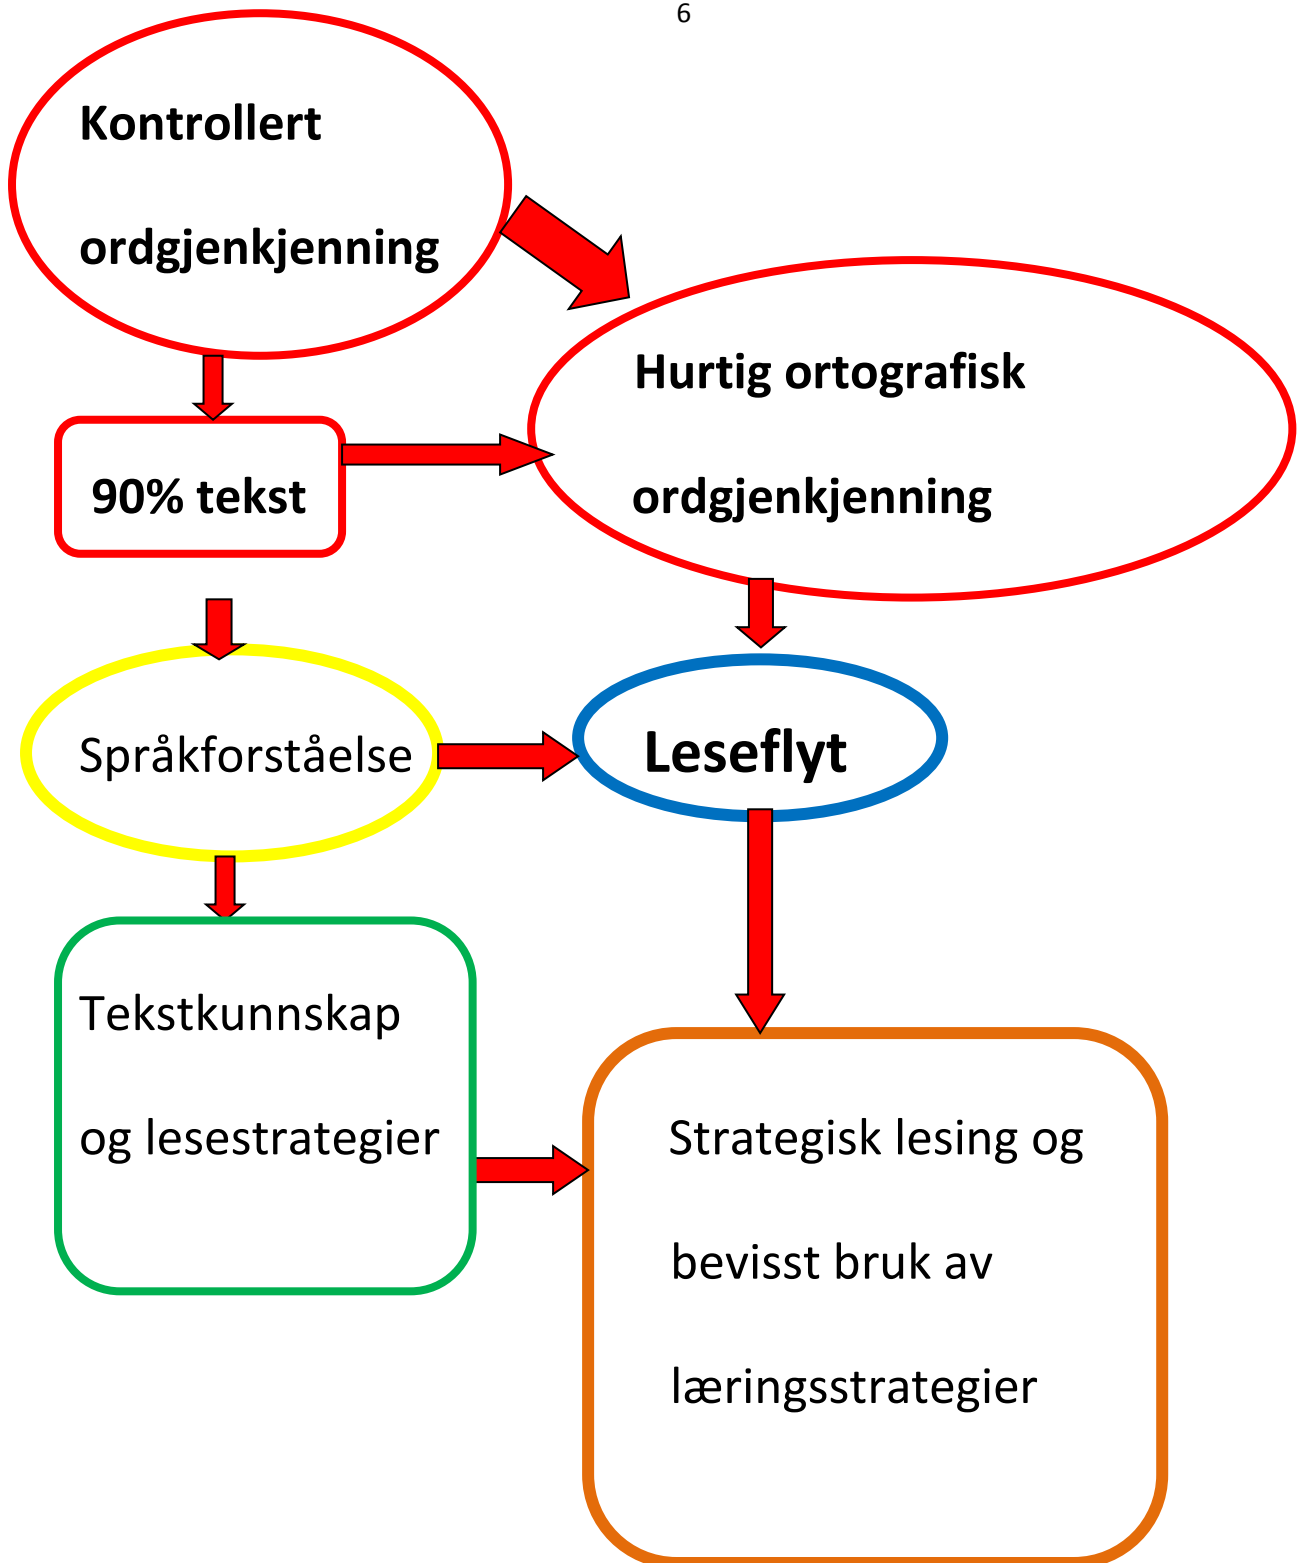 6
Kontrollert
ordgjenkjenning
Hurtig ortografisk
ordgjenkjenning
90% tekst
Språkforståelse
Leseflyt
Tekstkunnskap
og lesestrategier
Strategisk lesing og
bevisst bruk av
læringsstrategier